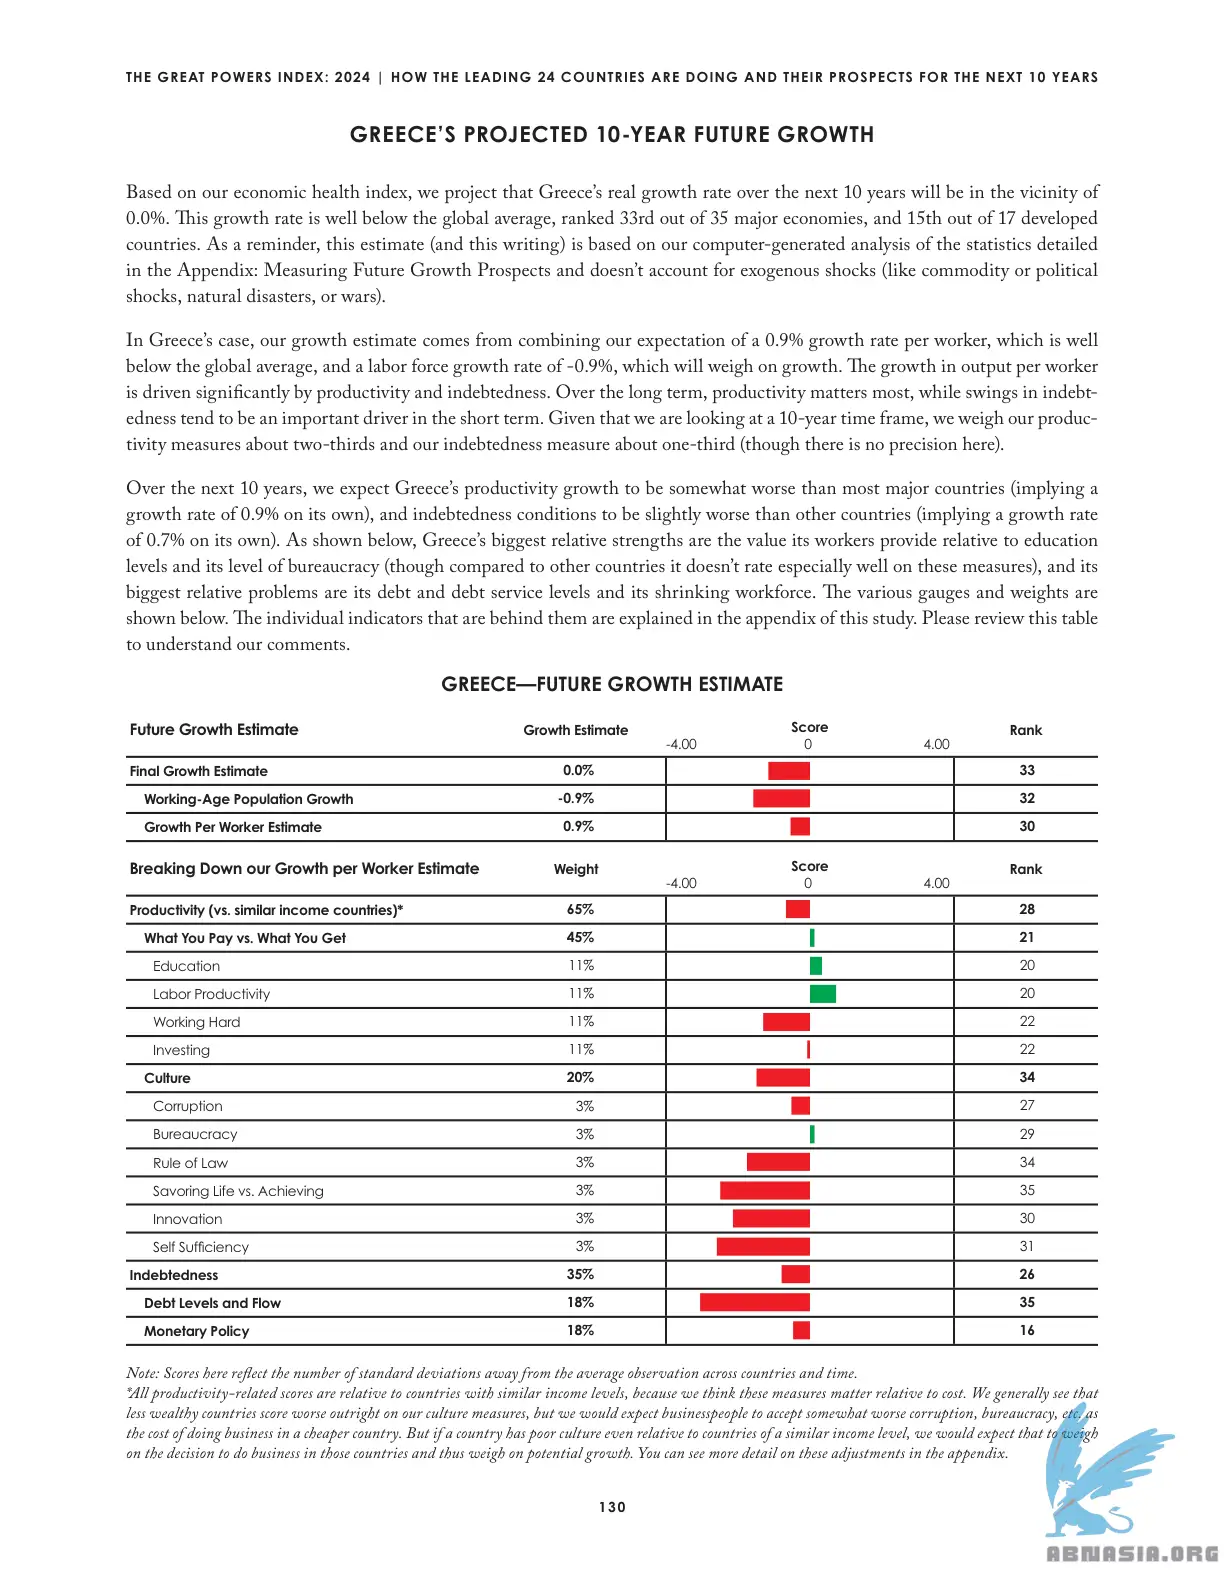 THE GREAT POWERS INDEX: 2024 | HOW THE LEADING 24 COUNTRIES ARE DOING AND THEIR PROSPECTS FOR THE NEXT 10 YEARS
GREECE’S PROJECTED 10-YEAR FUTURE GROWTH
Based on our economic health index, we project that Greece’s real growth rate over the next 10 years will be in the vicinity of
0.0%. This growth rate is well below the global average, ranked 33rd out of 35 major economies, and 15th out of 17 developed
countries. As a reminder, this estimate (and this writing) is based on our computer-generated analysis of the statistics detailed
in the Appendix: Measuring Future Growth Prospects and doesn’t account for exogenous shocks (like commodity or political
shocks, natural disasters, or wars).
In Greece’s case, our growth estimate comes from combining our expectation of a 0.9% growth rate per worker, which is well
below the global average, and a labor force growth rate of -0.9%, which will weigh on growth. The growth in output per worker
is driven significantly by productivity and indebtedness. Over the long term, productivity matters most, while swings in indebt-
edness tend to be an important driver in the short term. Given that we are looking at a 10-year time frame, we weigh our produc-
tivity measures about two-thirds and our indebtedness measure about one-third (though there is no precision here).
Over the next 10 years, we expect Greece’s productivity growth to be somewhat worse than most major countries (implying a
growth rate of 0.9% on its own), and indebtedness conditions to be slightly worse than other countries (implying a growth rate
of 0.7% on its own). As shown below, Greece’s biggest relative strengths are the value its workers provide relative to education
levels and its level of bureaucracy (though compared to other countries it doesn’t rate especially well on these measures), and its
biggest relative problems are its debt and debt service levels and its shrinking workforce. The various gauges and weights are
shown below. The individual indicators that are behind them are explained in the appendix of this study. Please review this table
to understand our comments.
GREECE—FUTURE GROWTH ESTIMATE
Future Growth Estimate Growth Estimate Score Rank
-4.00 0 4.00
Final Growth Estimate 0.0% 33
Working-Age Population Growth -0.9% 32
Growth Per Worker Estimate 0.9% 30
Breaking Down our Growth per Worker Estimate Weight Score Rank
-4.00 0 4.00
Productivity (vs. similar income countries)* 65% 28
What You Pay vs. What You Get 45% 21
Education 11% 20
Labor Productivity 11% 20
Working Hard 11% 22
Investing 11% 22
Culture 20% 34
Corruption 3% 27
Bureaucracy 3% 29
Rule of Law 3% 34
Savoring Life vs. Achieving 3% 35
Innovation 3% 30
Self Sufficiency 3% 31
Indebtedness 35% 26
Debt Levels and Flow 18% 35
Monetary Policy 18% 16
Note: Scores here reflect the number of standard deviations away from the average observation across countries and time.
*All productivity-related scores are relative to countries with similar income levels, because we think these measures matter relative to cost. We generally see that
less wealthy countries score worse outright on our culture measures, but we would expect businesspeople to accept somewhat worse corruption, bureaucracy, etc. as
the cost of doing business in a cheaper country. But if a country has poor culture even relative to countries of a similar income level, we would expect that to weigh
on the decision to do business in those countries and thus weigh on potential growth. You can see more detail on these adjustments in the appendix.
130
ABNASIA.ORG